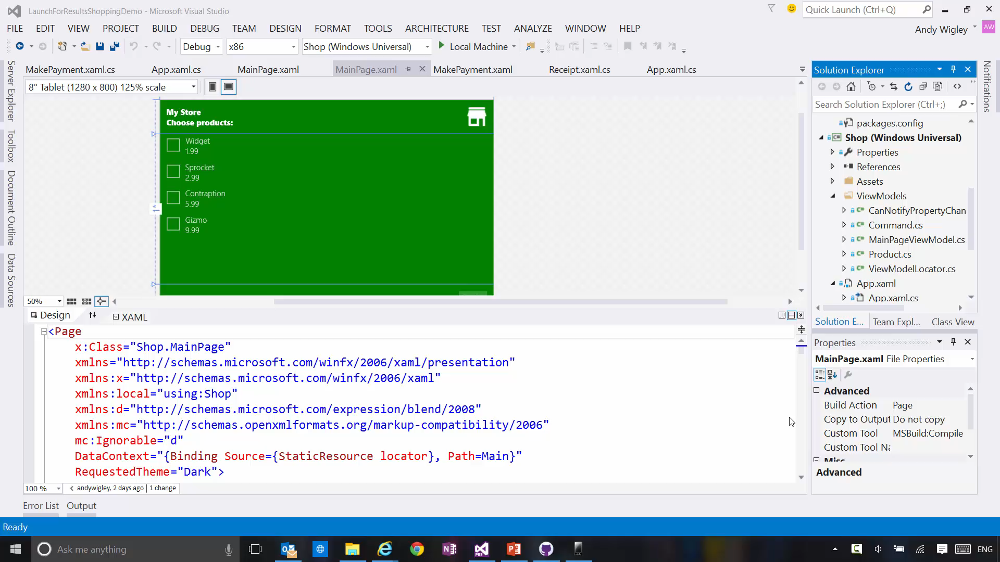 LaunchForResultsShoppingDemo - Microsoft Visual Studio
Quick Launch (Ctrl+Q)
FILE EDIT VIEW PROJECT BUILD DEBUG TEAM DESIGN FORMAT TOOLS ARCHITECTURE TEST ANALYZE WINDOW HELP
Andy Wigley AW
Debug x86 Shop (Windows Universal) Local Machine
MakePayment.xaml.cs App.xaml.cs MainPage.xaml MainPage.xaml MakePayment.xaml Receipt.xaml.cs App.xaml.cs
Server Explorer
Toolbox
Document Outline
Data Sources
8" Tablet (1280 x 800) 125% scale
My Store
Choose products:
Widget
1.99
Sprocket
2.99
Contraption
5.99
Gizmo
9.99
1*
50%
Design XAML
<Page
x:Class="Shop.MainPage"
xmlns="http://schemas.microsoft.com/winfx/2006/xaml/presentation"
xmlns:x="http://schemas.microsoft.com/winfx/2006/xaml"
xmlns:local="using:Shop"
xmlns:d="http://schemas.microsoft.com/expression/blend/2008"
xmlns:mc="http://schemas.openxmlformats.org/markup-compatibility/2006"
mc:Ignorable="d"
DataContext="{Binding Source={StaticResource locator}, Path=Main}"
RequestedTheme="Dark">
100 % andywigley, 2 days ago | 1 change
Error List Output
Solution Explorer
Search Solution Explorer (Ctrl+;)
packages.config
Shop (Windows Universal)
Properties
References
Assets
ViewModels
CanNotifyPropertyChan
Command.cs
MainPageViewModel.cs
Product.cs
ViewModelLocator.cs
App.xaml
App.xaml.cs
Solution E... Team Expl... Class View
Properties
MainPage.xaml File Properties
Advanced
Build Action Page
Copy to Output Do not copy
Custom Tool MSBuild:Compile
Custom Tool Na
Misc
Advanced
Notifications
Ready
Ask me anything
PRE
ENG